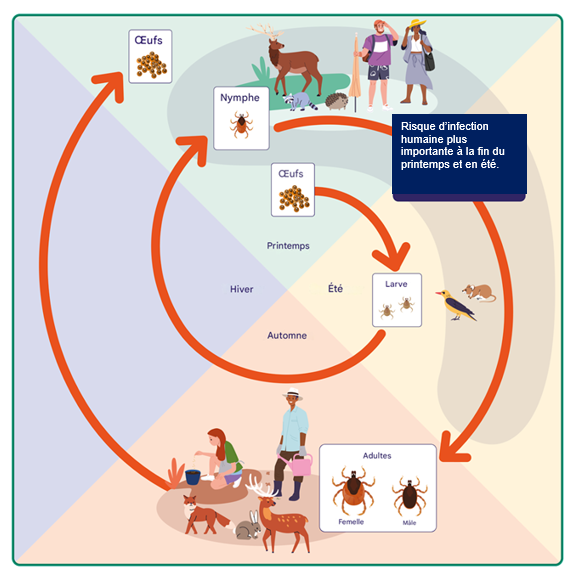 Œufs
Nymphe
Risque d'infection
humaine plus
importante à la fin du
printemps et en été.
Œufs
Printemps
Hiver
Été
Larve
Automne
Adultes
Femelle
Mâle